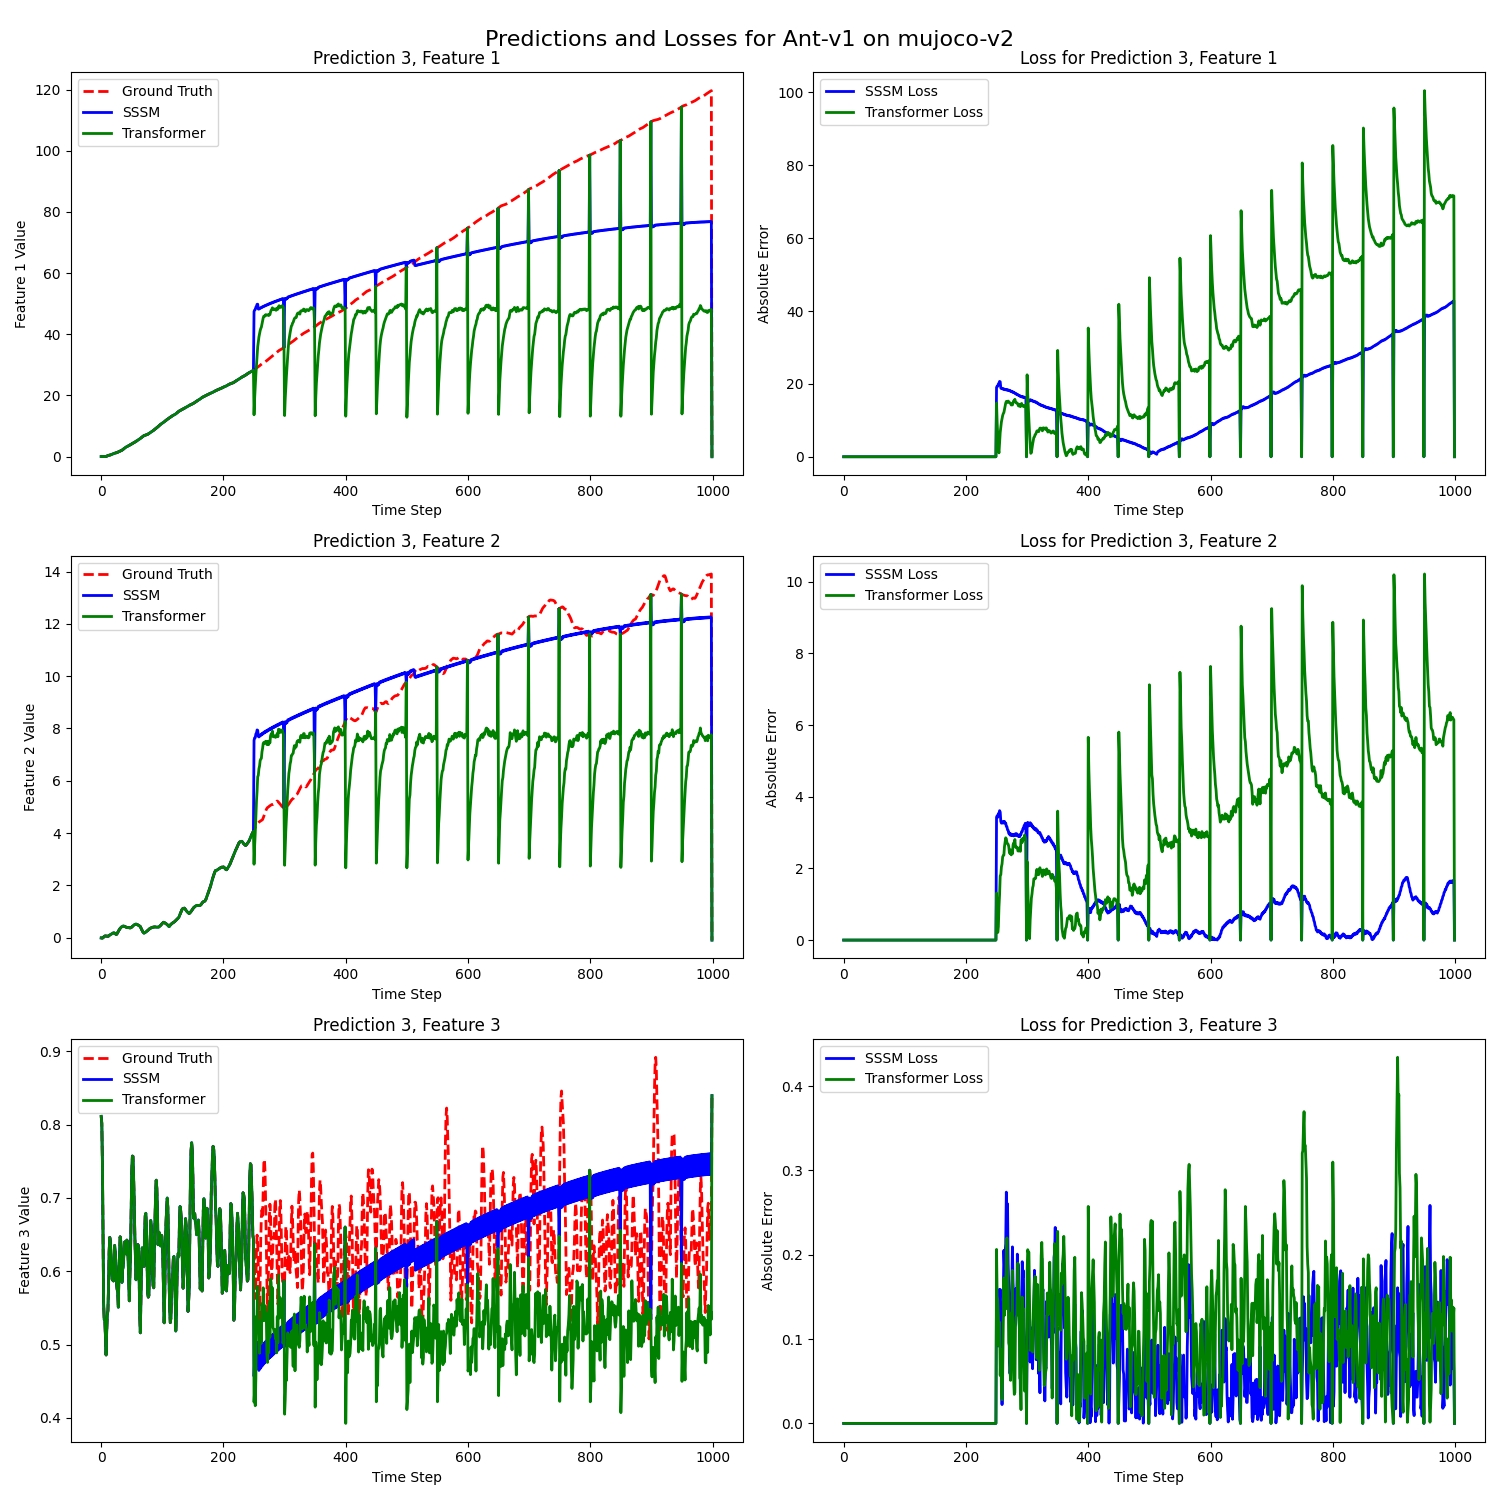 Predictions and Losses for Ant-v1 on mujoco-v2
Prediction 3, Feature 1
Ground Truth
SSSM
Transformer
Feature 1 Value
120
100
80
60
40
20
0
0 200 400 600 800 1000
Time Step
Loss for Prediction 3, Feature 1
SSSM Loss
Transformer Loss
Absolute Error
100
80
60
40
20
0
0 200 400 600 800 1000
Time Step
Prediction 3, Feature 2
Ground Truth
SSSM
Transformer
Feature 2 Value
14
12
10
8
6
4
2
0
0 200 400 600 800 1000
Time Step
Loss for Prediction 3, Feature 2
SSSM Loss
Transformer Loss
Absolute Error
10
8
6
4
2
0
0 200 400 600 800 1000
Time Step
Prediction 3, Feature 3
Ground Truth
SSSM
Transformer
Feature 3 Value
0.9
0.8
0.7
0.6
0.5
0.4
0 200 400 600 800 1000
Time Step
Loss for Prediction 3, Feature 3
SSSM Loss
Transformer Loss
Absolute Error
0.4
0.3
0.2
0.1
0.0
0 200 400 600 800 1000
Time Step